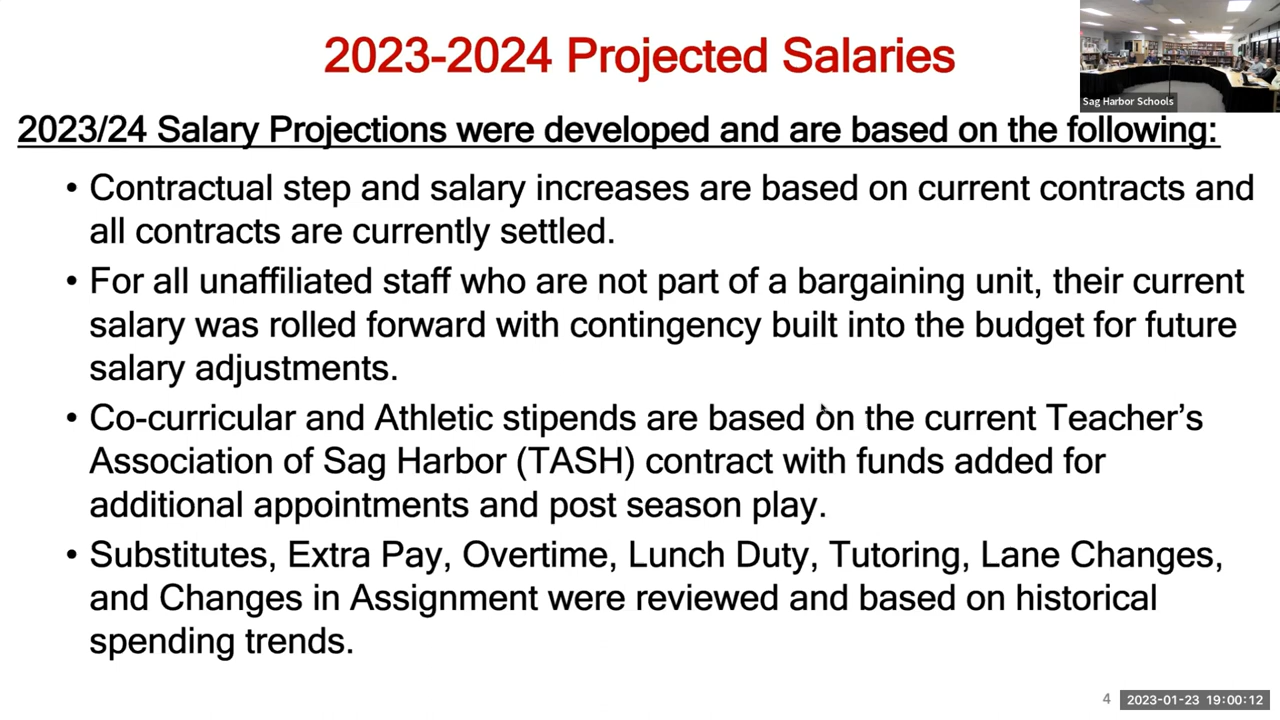 2023-2024 Projected Salaries
Sag Harbor Schools
2023/24 Salary Projections were developed and are based on the following:
• Contractual step and salary increases are based on current contracts and
all contracts are currently settled.
• For all unaffiliated staff who are not part of a bargaining unit, their current
salary was rolled forward with contingency built into the budget for future
salary adjustments.
• Co-curricular and Athletic stipends are based on the current Teacher’s
Association of Sag Harbor (TASH) contract with funds added for
additional appointments and post season play.
• Substitutes, Extra Pay, Overtime, Lunch Duty, Tutoring, Lane Changes,
and Changes in Assignment were reviewed and based on historical
spending trends.
4
2023-01-23 19:00:12